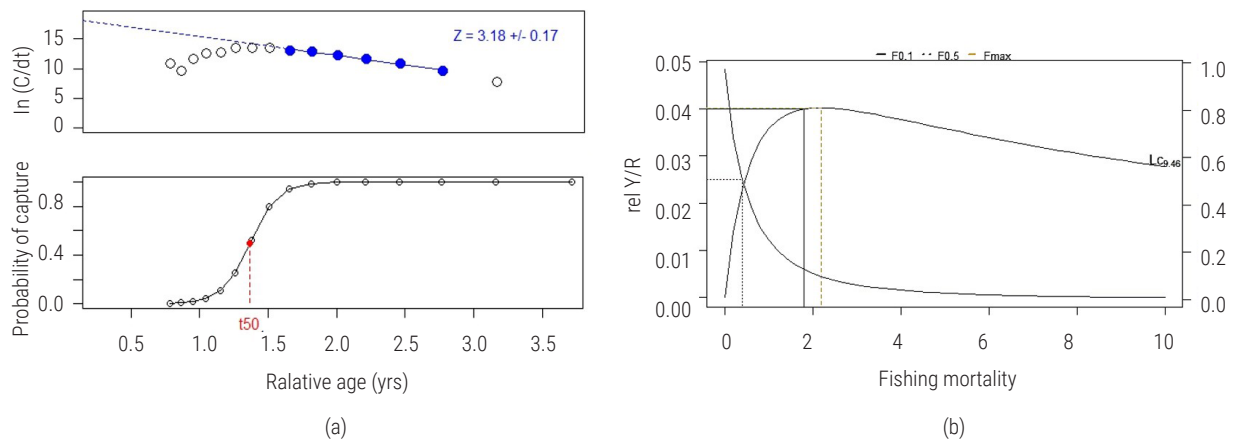 Z = 3.18 +/- 0.17
ln (C/dt)
15
10
5
0
Probability of capture
0.8
0.4
0.0
t50
0.5 1.0 1.5 2.0 2.5 3.0 3.5
Ralative age (yrs)
(a)
F0.1 F0.5 Fmax
rel Y/R
0.05
0.04
0.03
0.02
0.01
0.00
1.0
0.8
0.6
0.4
0.2
0.0
Lc9.46
0 2 4 6 8 10
Fishing mortality
(b)